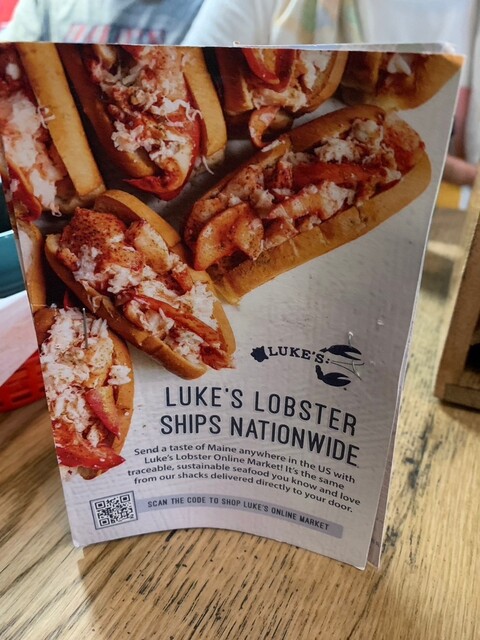 LUKE'S
LUKE'S LOBSTER
SHIPS NATIONWIDE
Send a taste of Maine anywhere in the US with
Luke's Lobster Online Market! It's the same
traceable, sustainable seafood you know and love
from our shacks delivered directly to your door.
SCAN THE CODE TO SHOP LUKE'S ONLINE MARKET